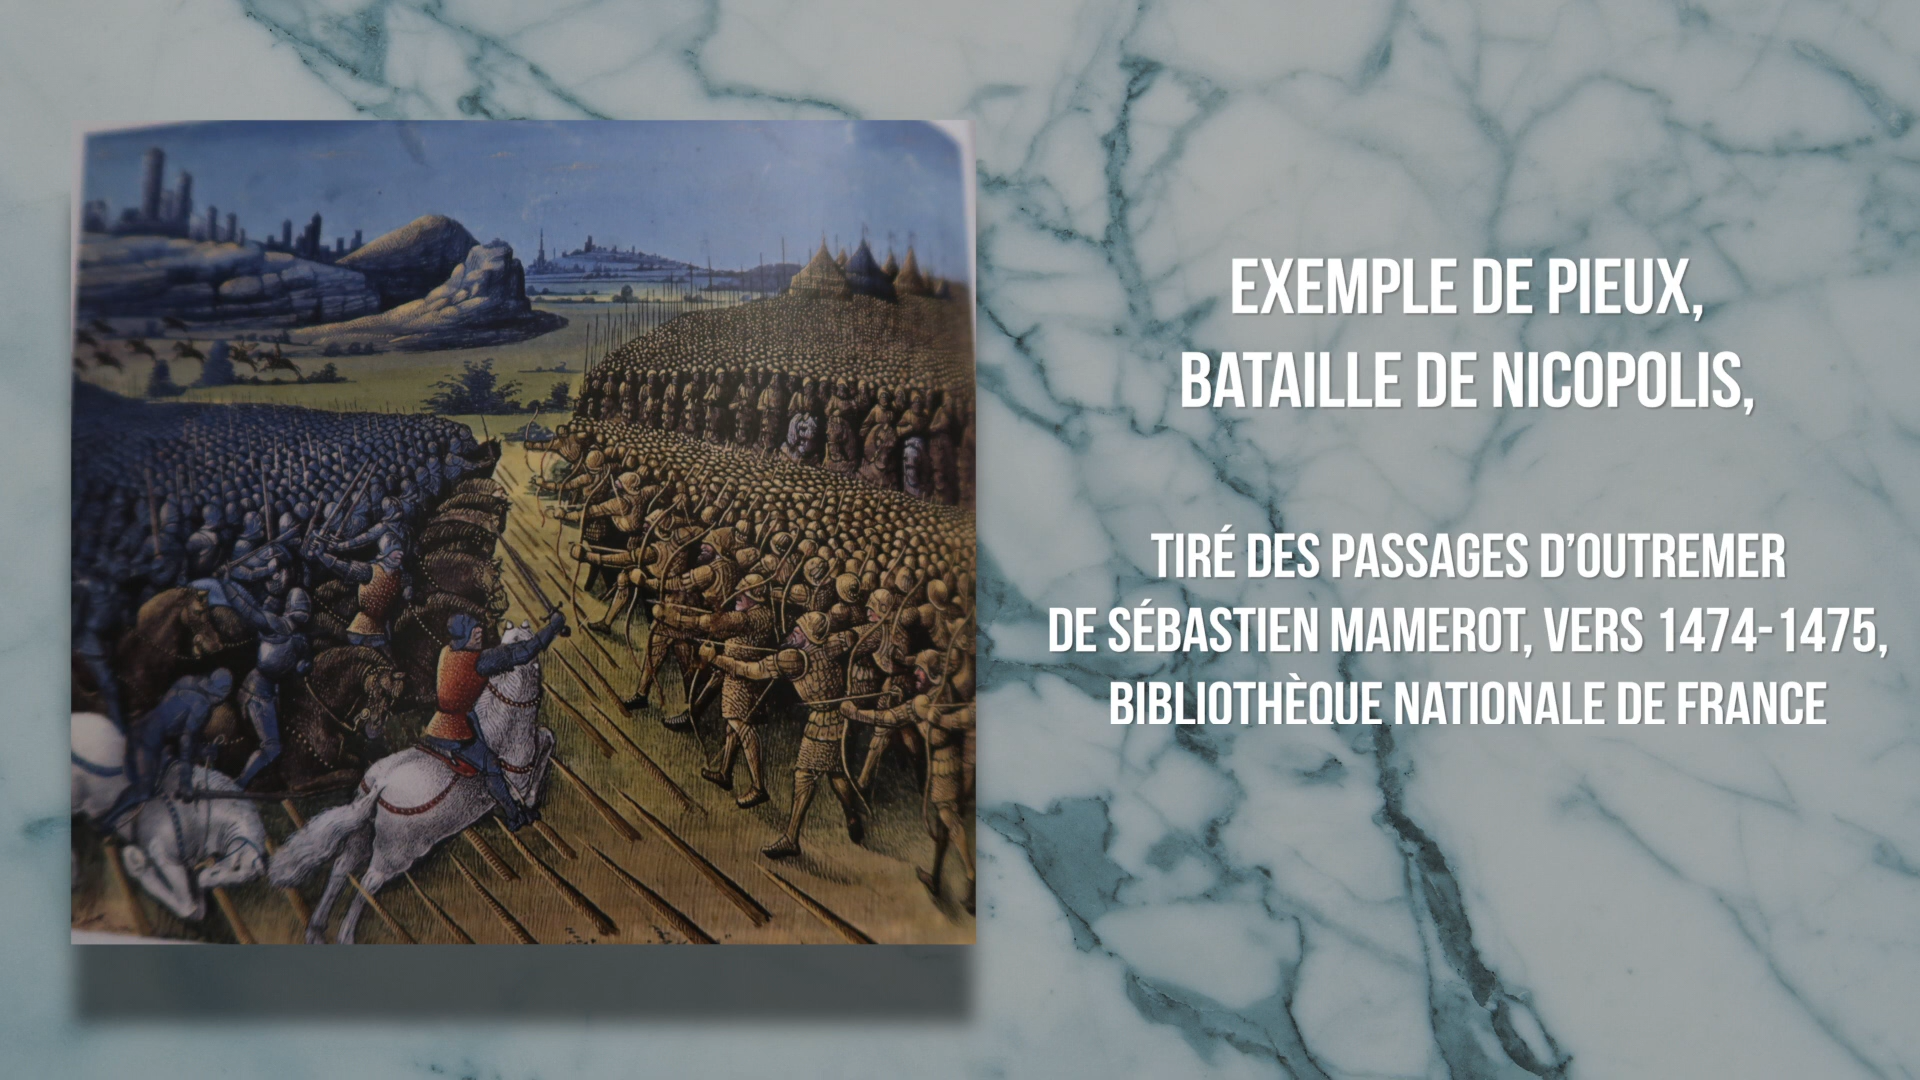 EXEMPLE DE PIEUX,
BATAILLE DE NICOPOLIS,
TIRÉ DES PASSAGES D'OUTREMER
DE SÉBASTIEN MAMEROT, VERS 1474-1475,
BIBLIOTHÈQUE NATIONALE DE FRANCE